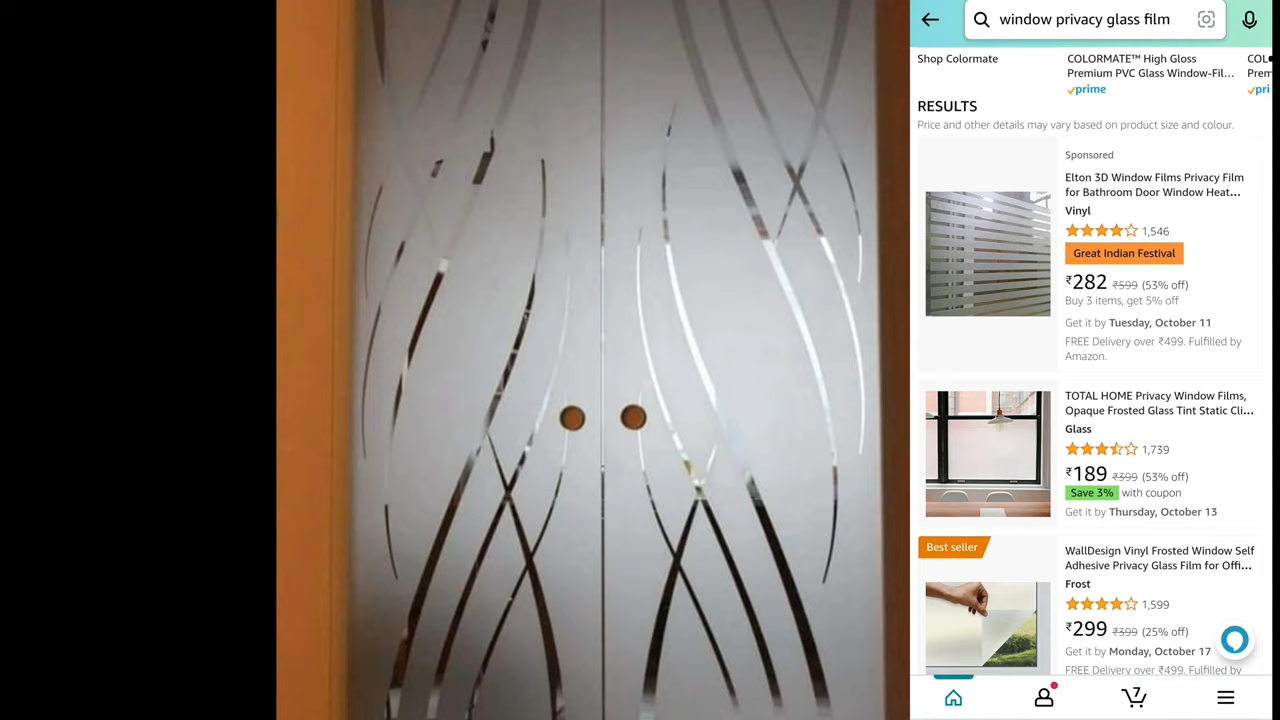 window privacy glass film
Shop Colormate
COLORMATE™ High Gloss
Premium PVC Glass Window-Fil...
prime
COL
Prem
pri
RESULTS
Price and other details may vary based on product size and colour.
Sponsored
Elton 3D Window Films Privacy Film
for Bathroom Door Window Heat...
Vinyl
1,546
Great Indian Festival
₹282 ₹599 (53% off)
Buy 3 items, get 5% off
Get it by Tuesday, October 11
FREE Delivery over ₹499. Fulfilled by
Amazon.
TOTAL HOME Privacy Window Films,
Opaque Frosted Glass Tint Static Cli...
Glass
1,739
₹189 ₹399 (53% off)
Save 3% with coupon
Get it by Thursday, October 13
Best seller
WallDesign Vinyl Frosted Window Self
Adhesive Privacy Glass Film for Offi...
Frost
1,599
₹299 ₹399 (25% off)
Get it by Monday, October 17
FREE Delivery over ₹499. Fulfilled by
7